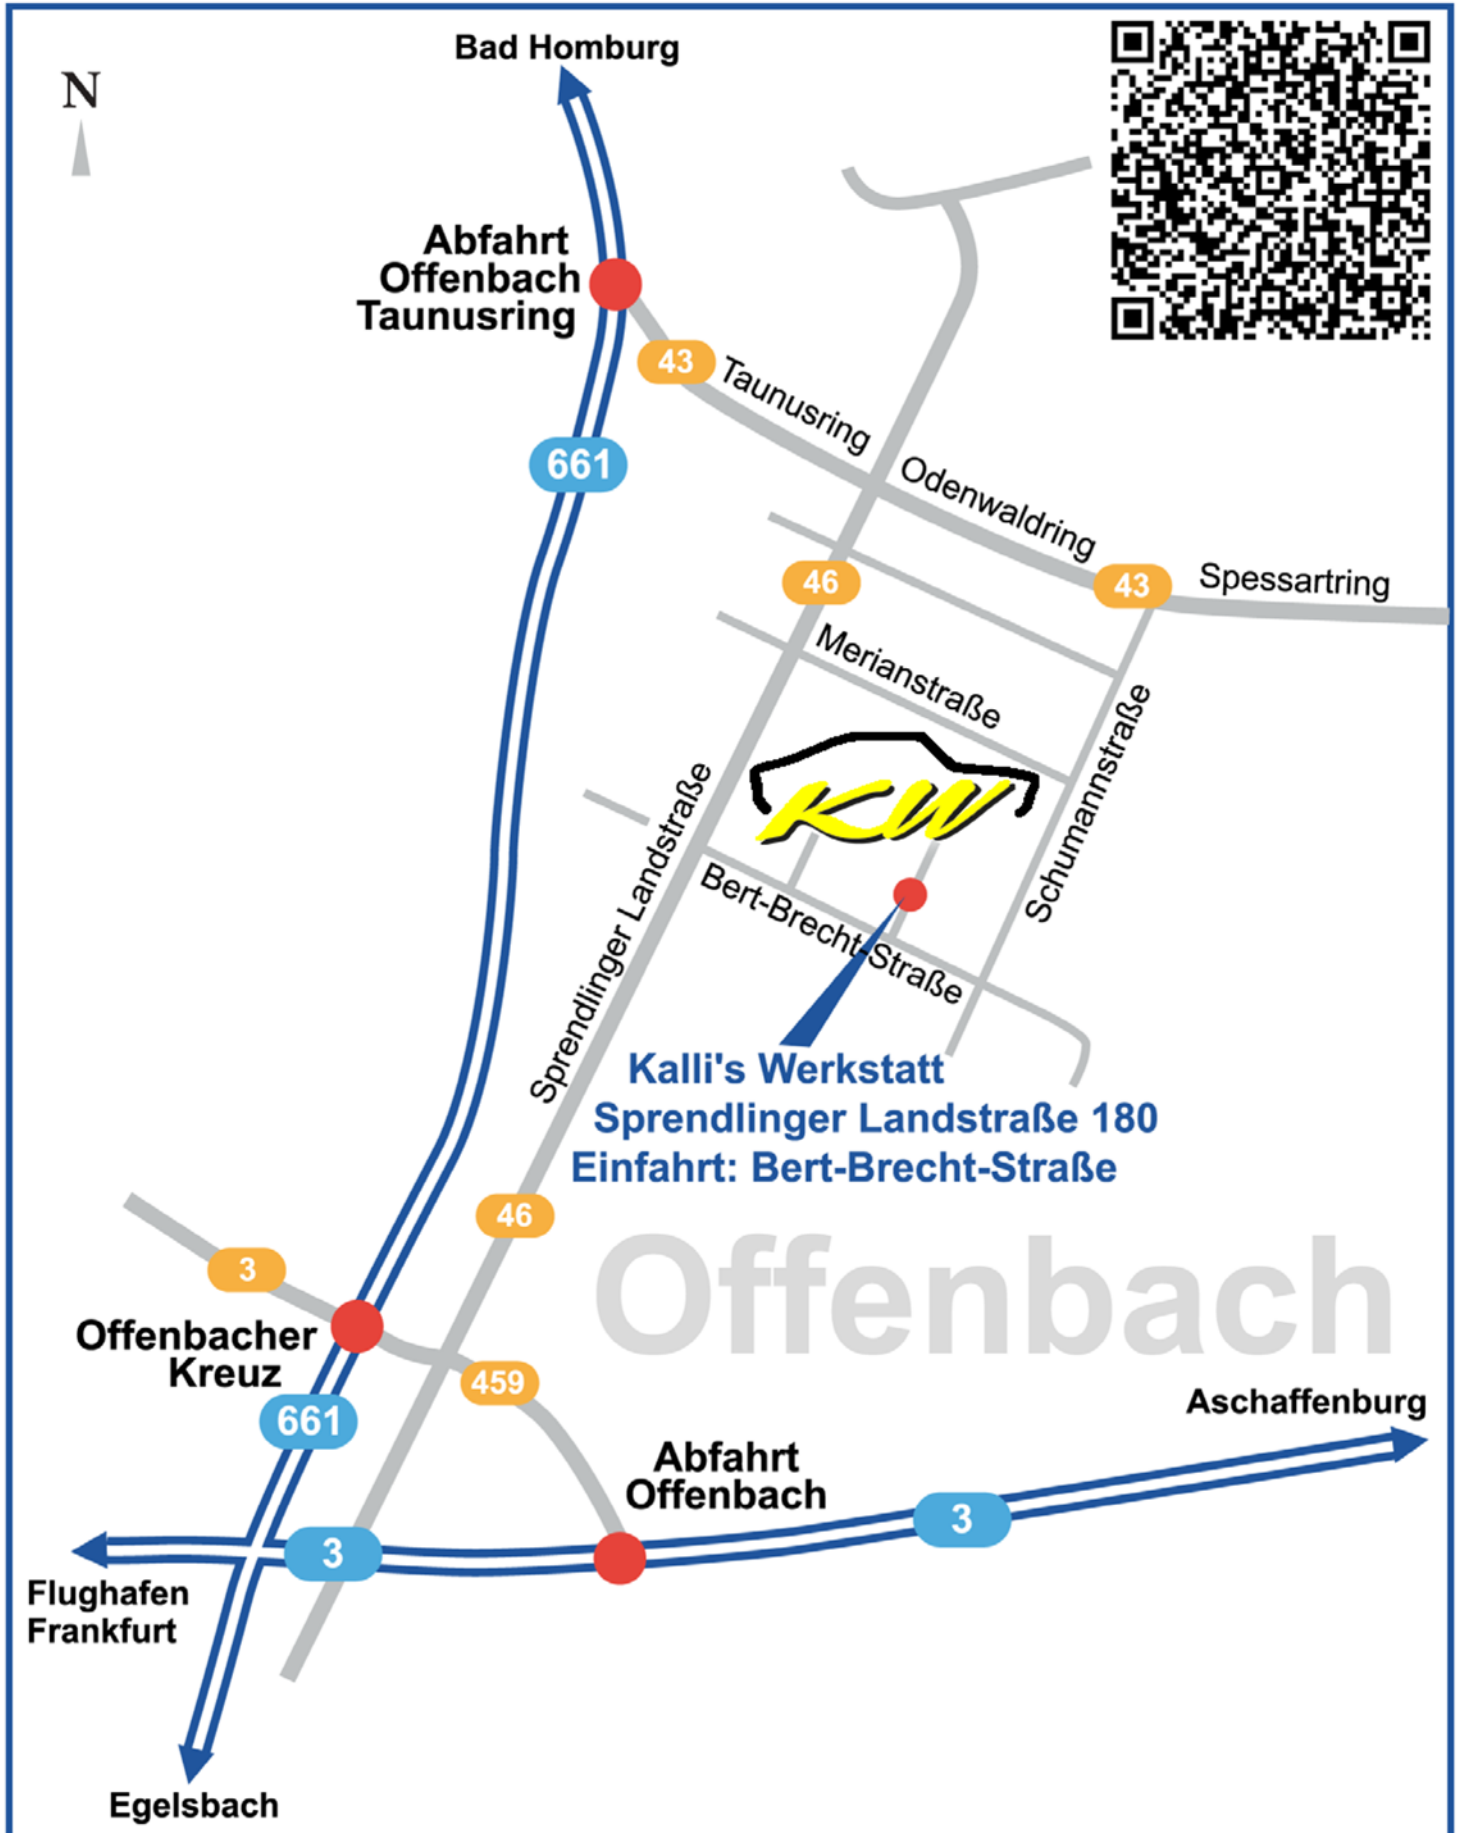 Bad Homburg
N
Abfahrt
Offenbach
Taunusring
43
Taunusring
661
Odenwaldring
46
43
Spessartring
Merianstraße
KW
Schumannstraße
Sprendlinger Landstraße
Bert-Brecht-Straße
Kalli's Werkstatt
Sprendlinger Landstraße 180
Einfahrt: Bert-Brecht-Straße
46
3
Offenbach
Offenbacher
Kreuz
459
661
Aschaffenburg
Abfahrt
Offenbach
3
3
Flughafen
Frankfurt
Egelsbach